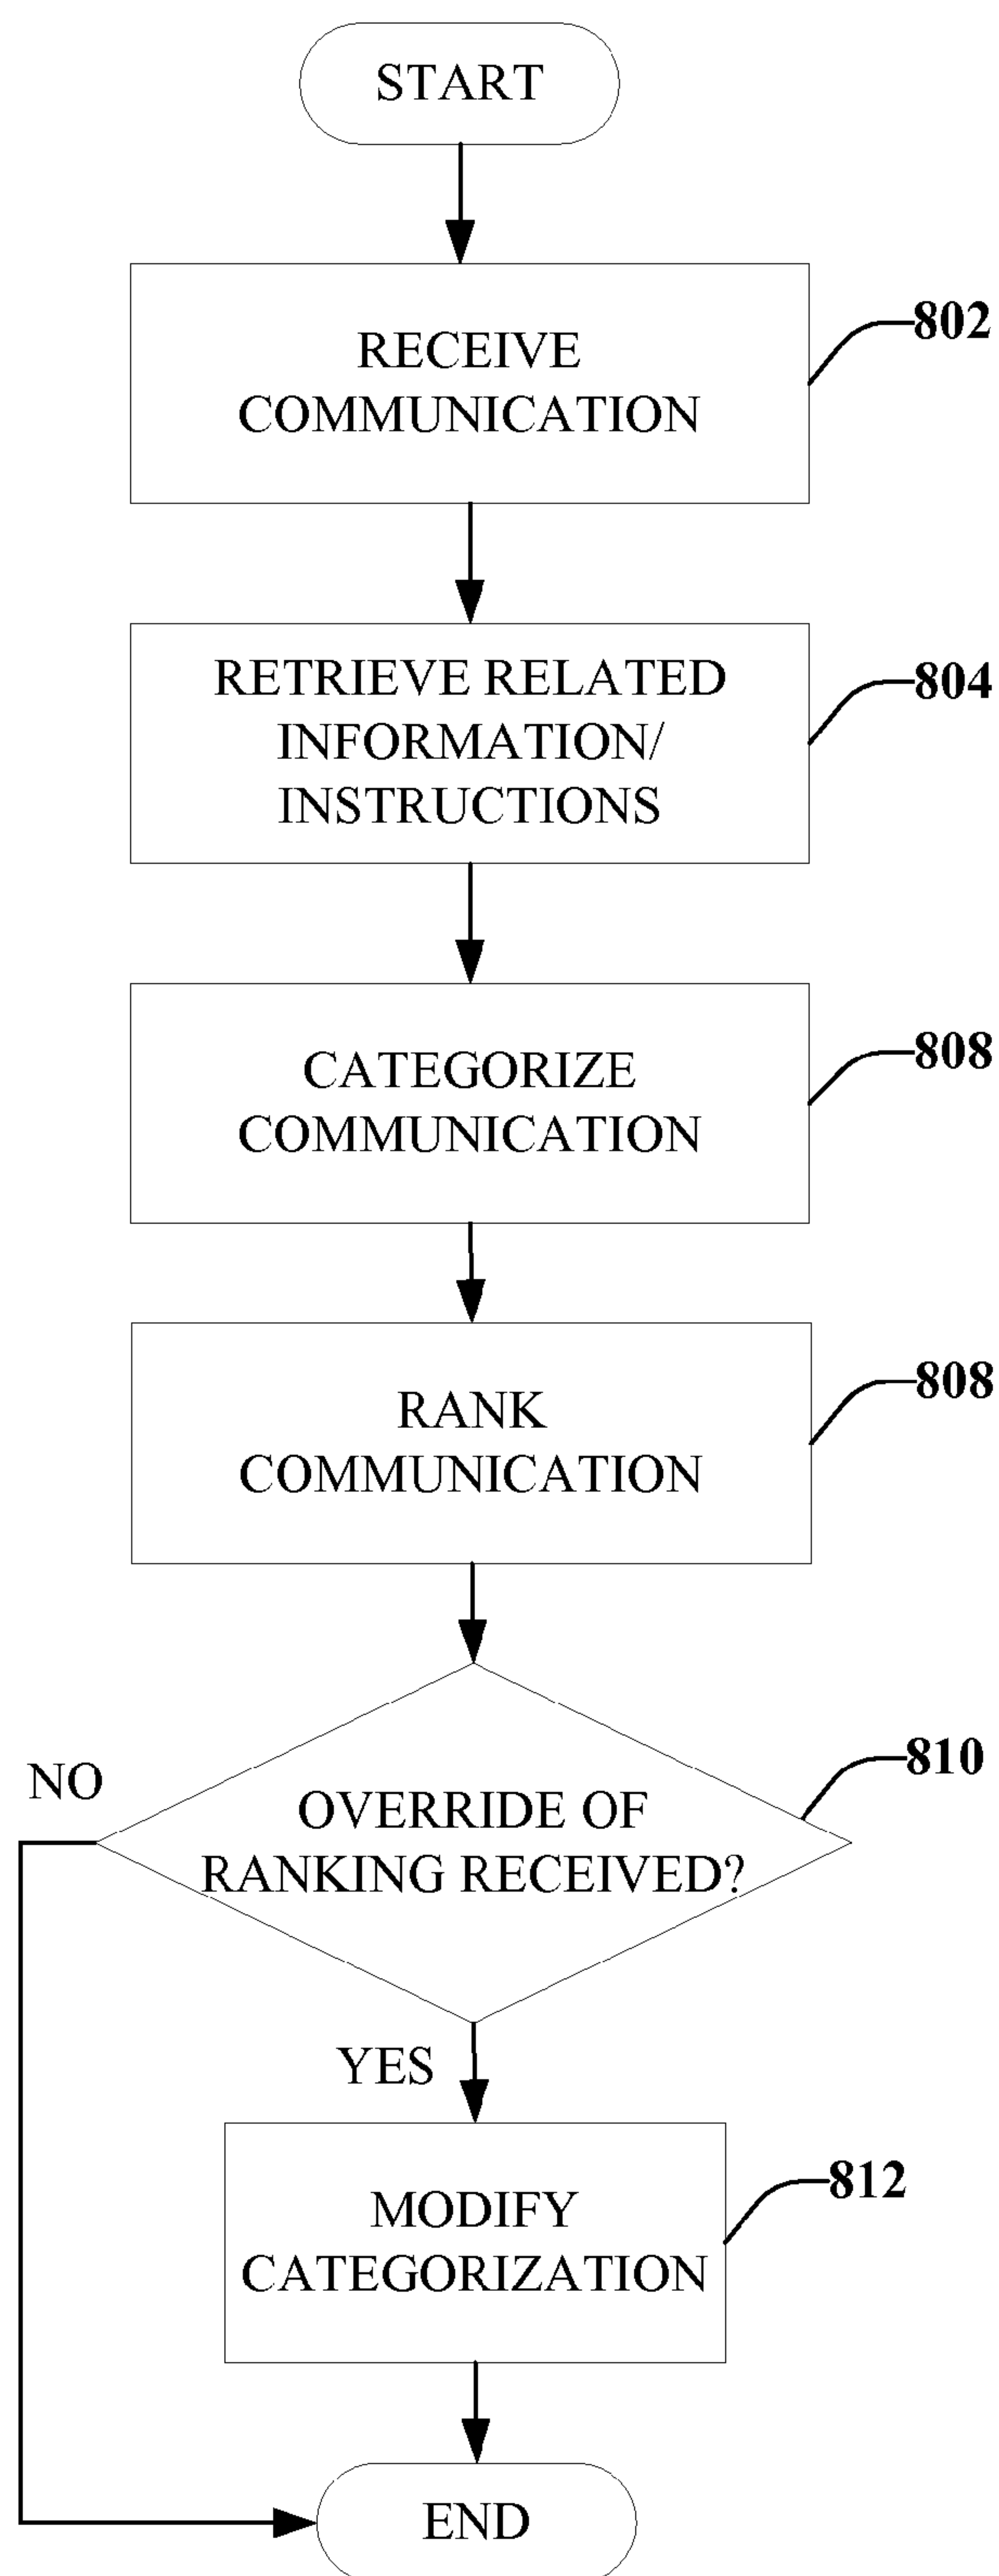 START
RECEIVE
COMMUNICATION
802
RETRIEVE RELATED
INFORMATION/
INSTRUCTIONS
804
CATEGORIZE
COMMUNICATION
808
RANK
COMMUNICATION
808
OVERRIDE OF
RANKING RECEIVED?
810
NO
YES
MODIFY
CATEGORIZATION
812
END